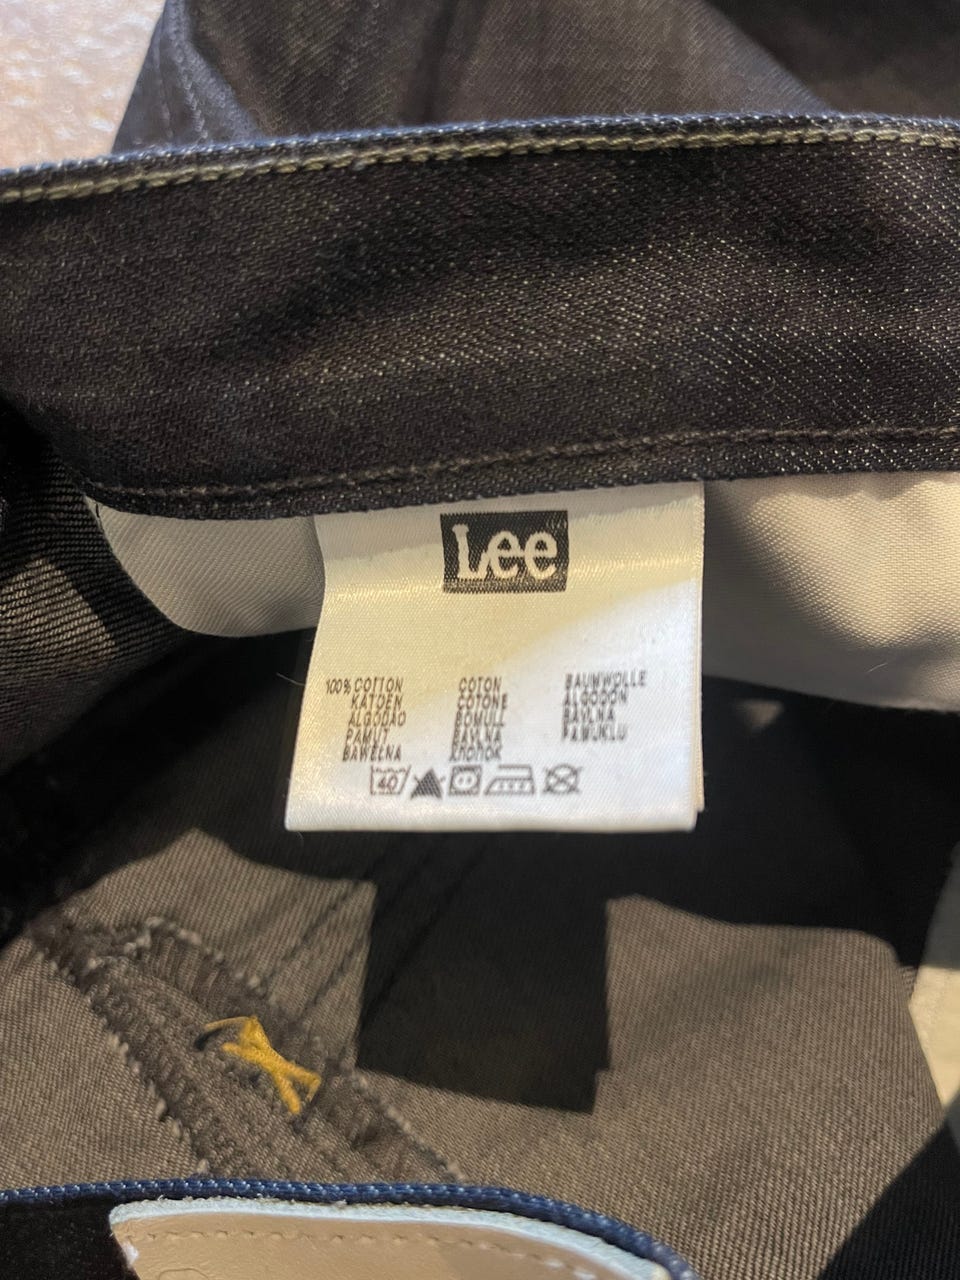 Lee
100% COTTON
KATOEN
ALGODAO
PAMUT
BAWEŁNA
COTON
COTONE
BOMULL
BAVLNA
ХЛОПОК
BAUMWOLLE
ALGODON
BAVLNA
PAMUKLU
40